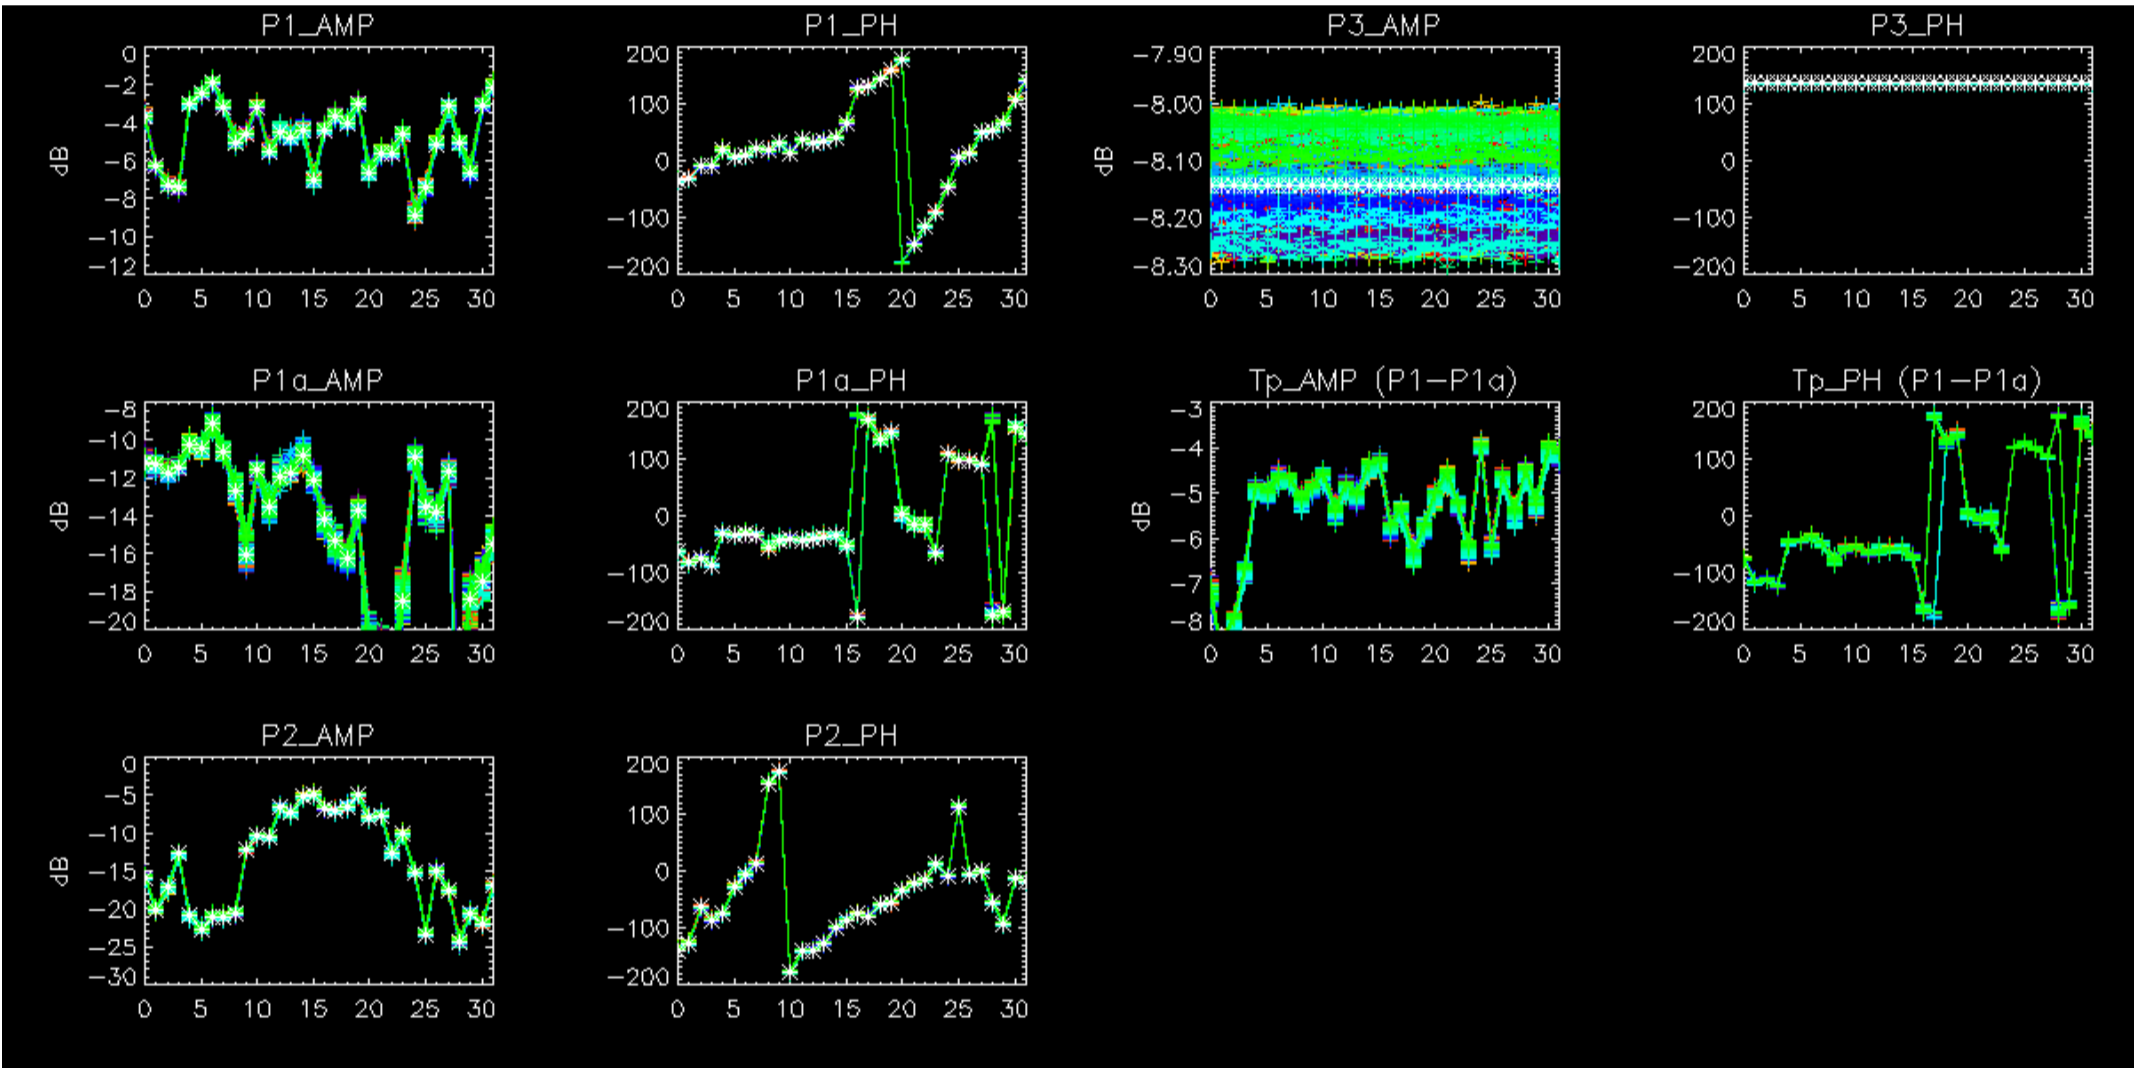 P1_AMP
0
−2
−4
−6
−8
−10
−12
dB
0 5 10 15 20 25 30
P1_PH
200
100
0
−100
−200
0 5 10 15 20 25 30
P3_AMP
−7.90
−8.00
−8.10
−8.20
−8.30
dB
0 5 10 15 20 25 30
P3_PH
200
100
0
−100
−200
0 5 10 15 20 25 30
P1a_AMP
−8
−10
−12
−14
−16
−18
−20
dB
0 5 10 15 20 25 30
P1a_PH
200
100
0
−100
−200
0 5 10 15 20 25 30
Tp_AMP (P1−P1a)
−3
−4
−5
−6
−7
−8
dB
0 5 10 15 20 25 30
Tp_PH (P1−P1a)
200
100
0
−100
−200
0 5 10 15 20 25 30
P2_AMP
0
−5
−10
−15
−20
−25
−30
dB
0 5 10 15 20 25 30
P2_PH
200
100
0
−100
−200
0 5 10 15 20 25 30